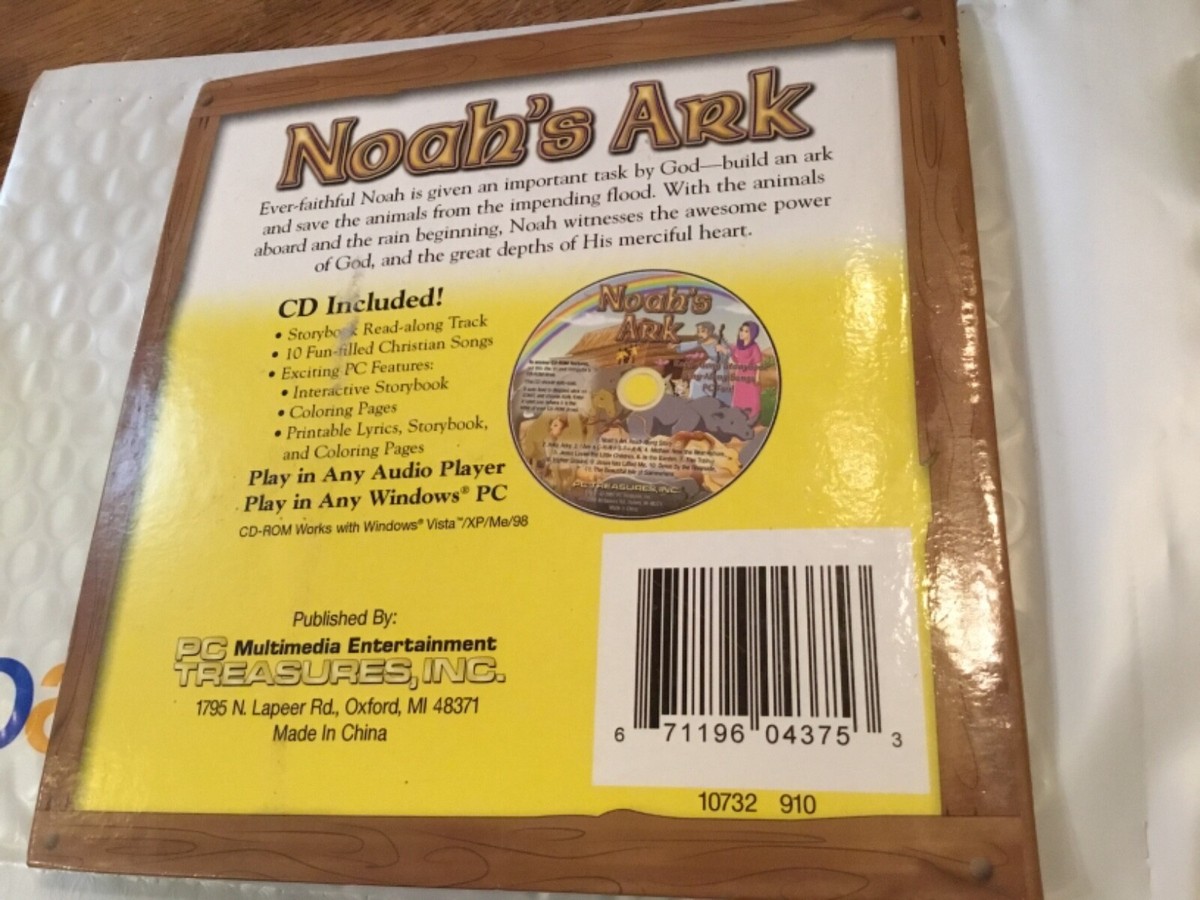 Noah's Ark
Ever-faithful Noah is given an important task by God—build an ark
and save the animals from the impending flood. With the animals
aboard and the rain beginning, Noah witnesses the awesome power
of God, and the great depths of His merciful heart.
CD Included!
• Storybook Read-along Track
• 10 Fun-filled Christian Songs
• Exciting PC Features:
• Interactive Storybook
• Coloring Pages
• Printable Lyrics, Storybook,
and Coloring Pages
Play in Any Audio Player
Play in Any Windows® PC
CD-ROM Works with Windows® Vista™/XP/Me/98
Noah's
Ark
PC TREASURES, INC.
Published By:
PC Multimedia Entertainment
TREASURES, INC.
1795 N. Lapeer Rd., Oxford, MI 48371
Made In China
6 71196 04375 3
10732 910